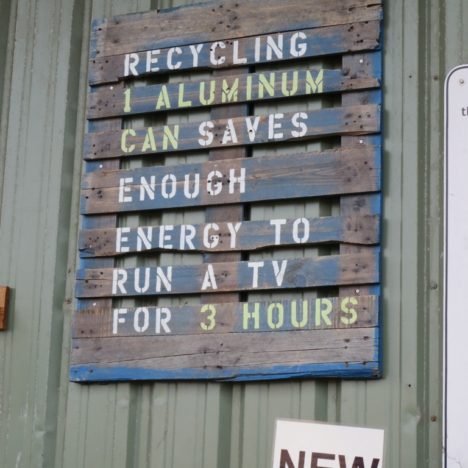 RECYCLING
1 ALUMINUM
CAN SAVES
ENOUGH
ENERGY TO
RUN A TV
FOR 3 HOURS
NEW